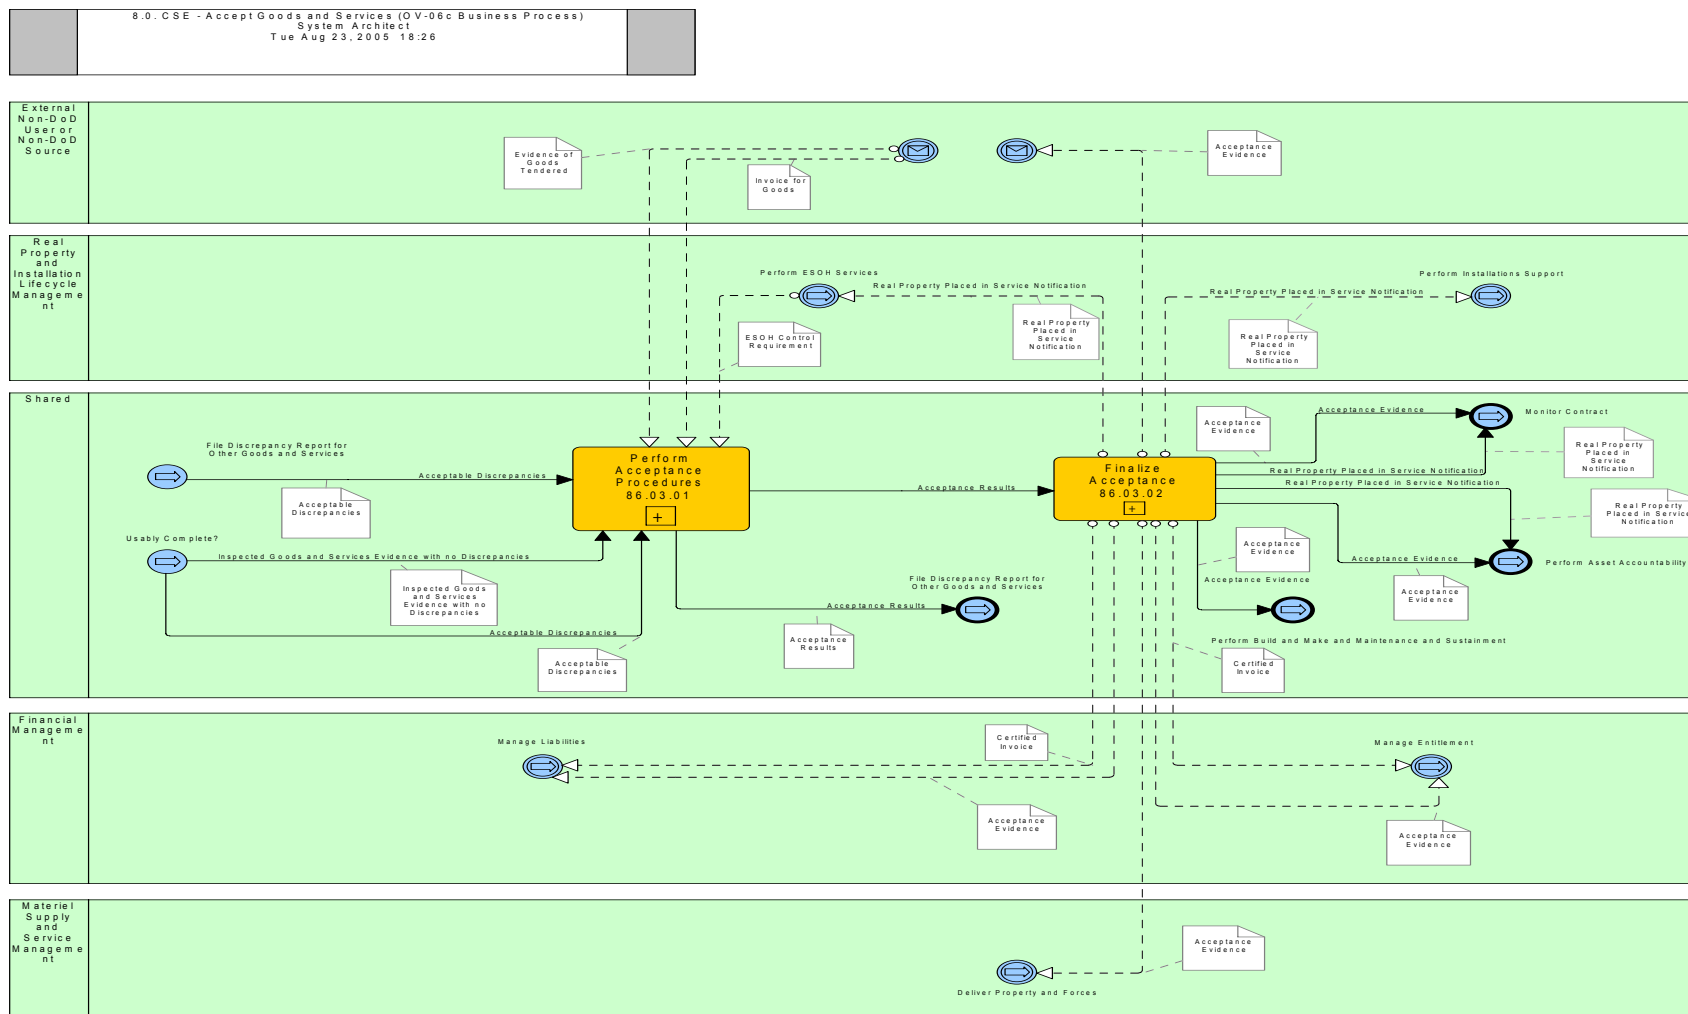 8.0. CSE - Accept Goods and Services (OV-06c Business Process)
System Architect
Tue Aug 23, 2005 18:26
External
Non-DoD
User or
Non-DoD
Source
Evidence of
Goods
Tendered
Invoice for
Goods
Acceptance
Evidence
Real
Property
and
Installation
Lifecycle
Manageme
nt
Perform ESOH Services
Real Property Placed in Service Notification
ESOH Control
Requirement
Real Property
Placed in
Service
Notification
Perform Installations Support
Real Property Placed in Service Notification
Real Property
Placed in
Service
Notification
Shared
File Discrepancy Report for
Other Goods and Services
Acceptable Discrepancies
Acceptable
Discrepancies
Usably Complete?
Inspected Goods and Services Evidence with no Discrepancies
Inspected Goods
and Services
Evidence with no
Discrepancies
Acceptable Discrepancies
Acceptable
Discrepancies
Perform
Acceptance
Procedures
86.03.01
Acceptance Results
File Discrepancy Report for
Other Goods and Services
Acceptance Results
Acceptance
Results
Finalize
Acceptance
86.03.02
Acceptance
Evidence
Acceptance Evidence
Monitor Contract
Real Property Placed in Service Notification
Real Property
Placed in
Service
Notification
Real Property Placed in Service Notification
Real Property
Placed in Service
Notification
Acceptance Evidence
Perform Asset Accountability
Acceptance
Evidence
Acceptance
Evidence
Acceptance Evidence
Perform Build and Make and Maintenance and Sustainment
Certified
Invoice
Financial
Manageme
nt
Manage Liabilities
Certified
Invoice
Acceptance
Evidence
Manage Entitlement
Acceptance
Evidence
Materiel
Supply
and
Service
Manageme
nt
Acceptance
Evidence
Deliver Property and Forces